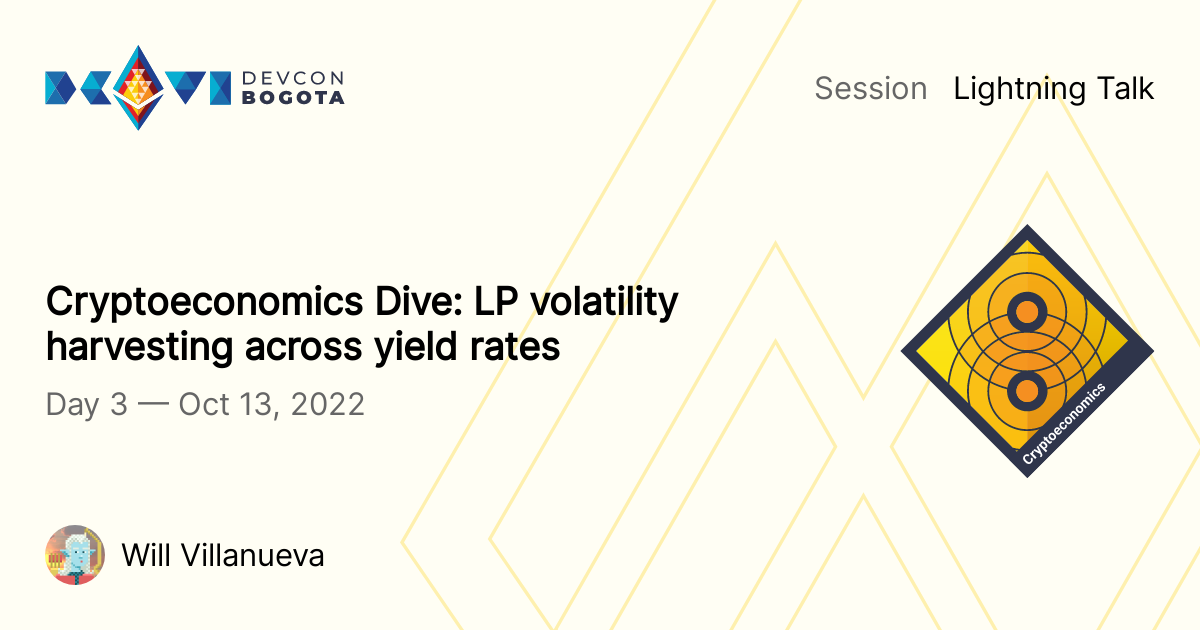 DEVCON
BOGOTA
Session Lightning Talk
Cryptoeconomics Dive: LP volatility
harvesting across yield rates
Day 3 — Oct 13, 2022
Cryptoeconomics
Will Villanueva